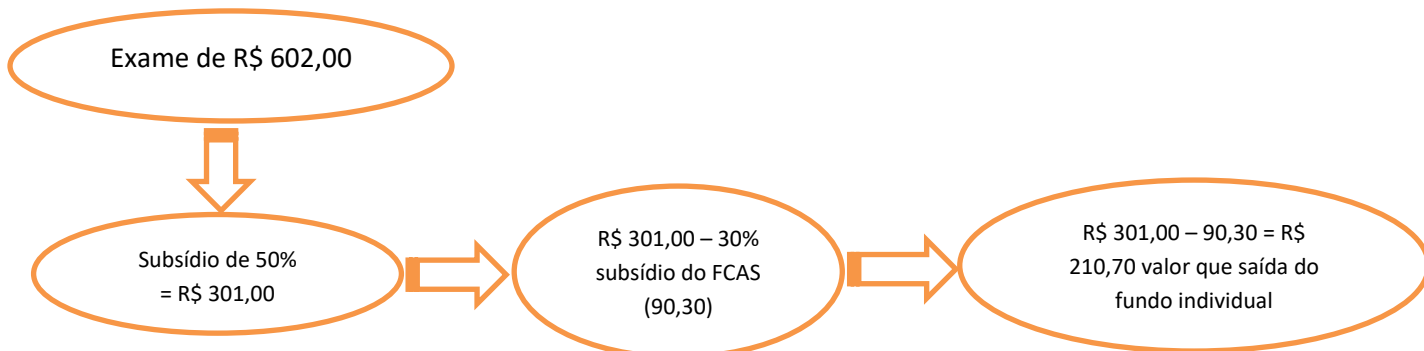 Exame de R$ 602,00
Subsídio de 50%
= R$ 301,00
R$ 301,00 – 30%
subsídio do FCAS
(90,30)
R$ 301,00 – 90,30 = R$
210,70 valor que saída do
fundo individual